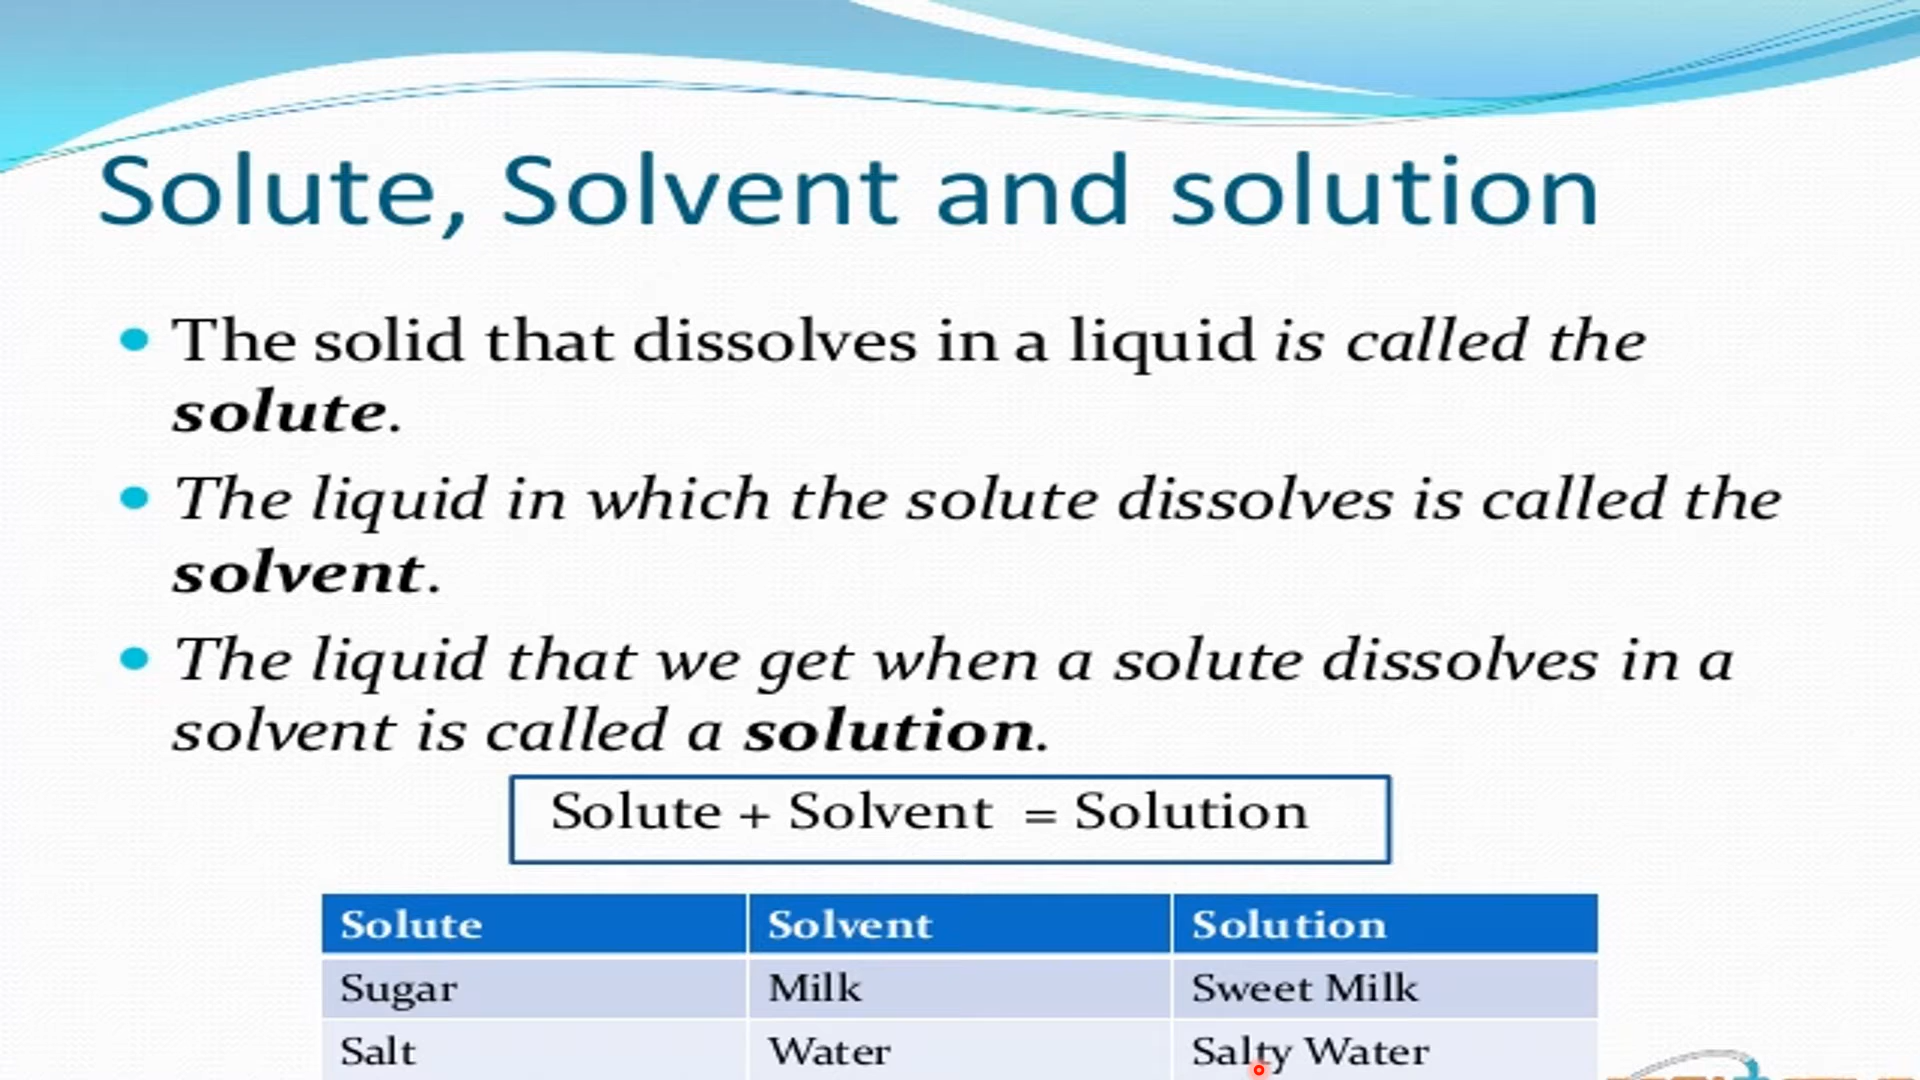 Solute, Solvent and solution
The solid that dissolves in a liquid is called the
solute.
The liquid in which the solute dissolves is called the
solvent.
The liquid that we get when a solute dissolves in a
solvent is called a solution.
Solute + Solvent = Solution
Solute Solvent Solution
Sugar Milk Sweet Milk
Salt Water Salty Water